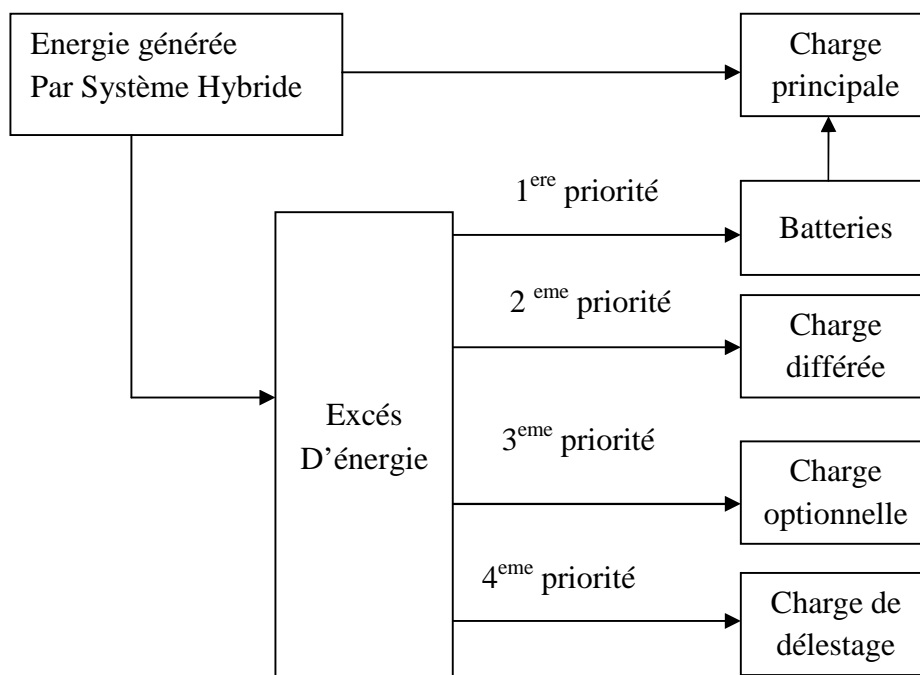 Energie générée
Par Système Hybride
Charge
principale
1ere priorité
Batteries
2 eme priorité
Charge
différée
Excés
D’énergie
3eme priorité
Charge
optionnelle
4eme priorité
Charge de
délestage